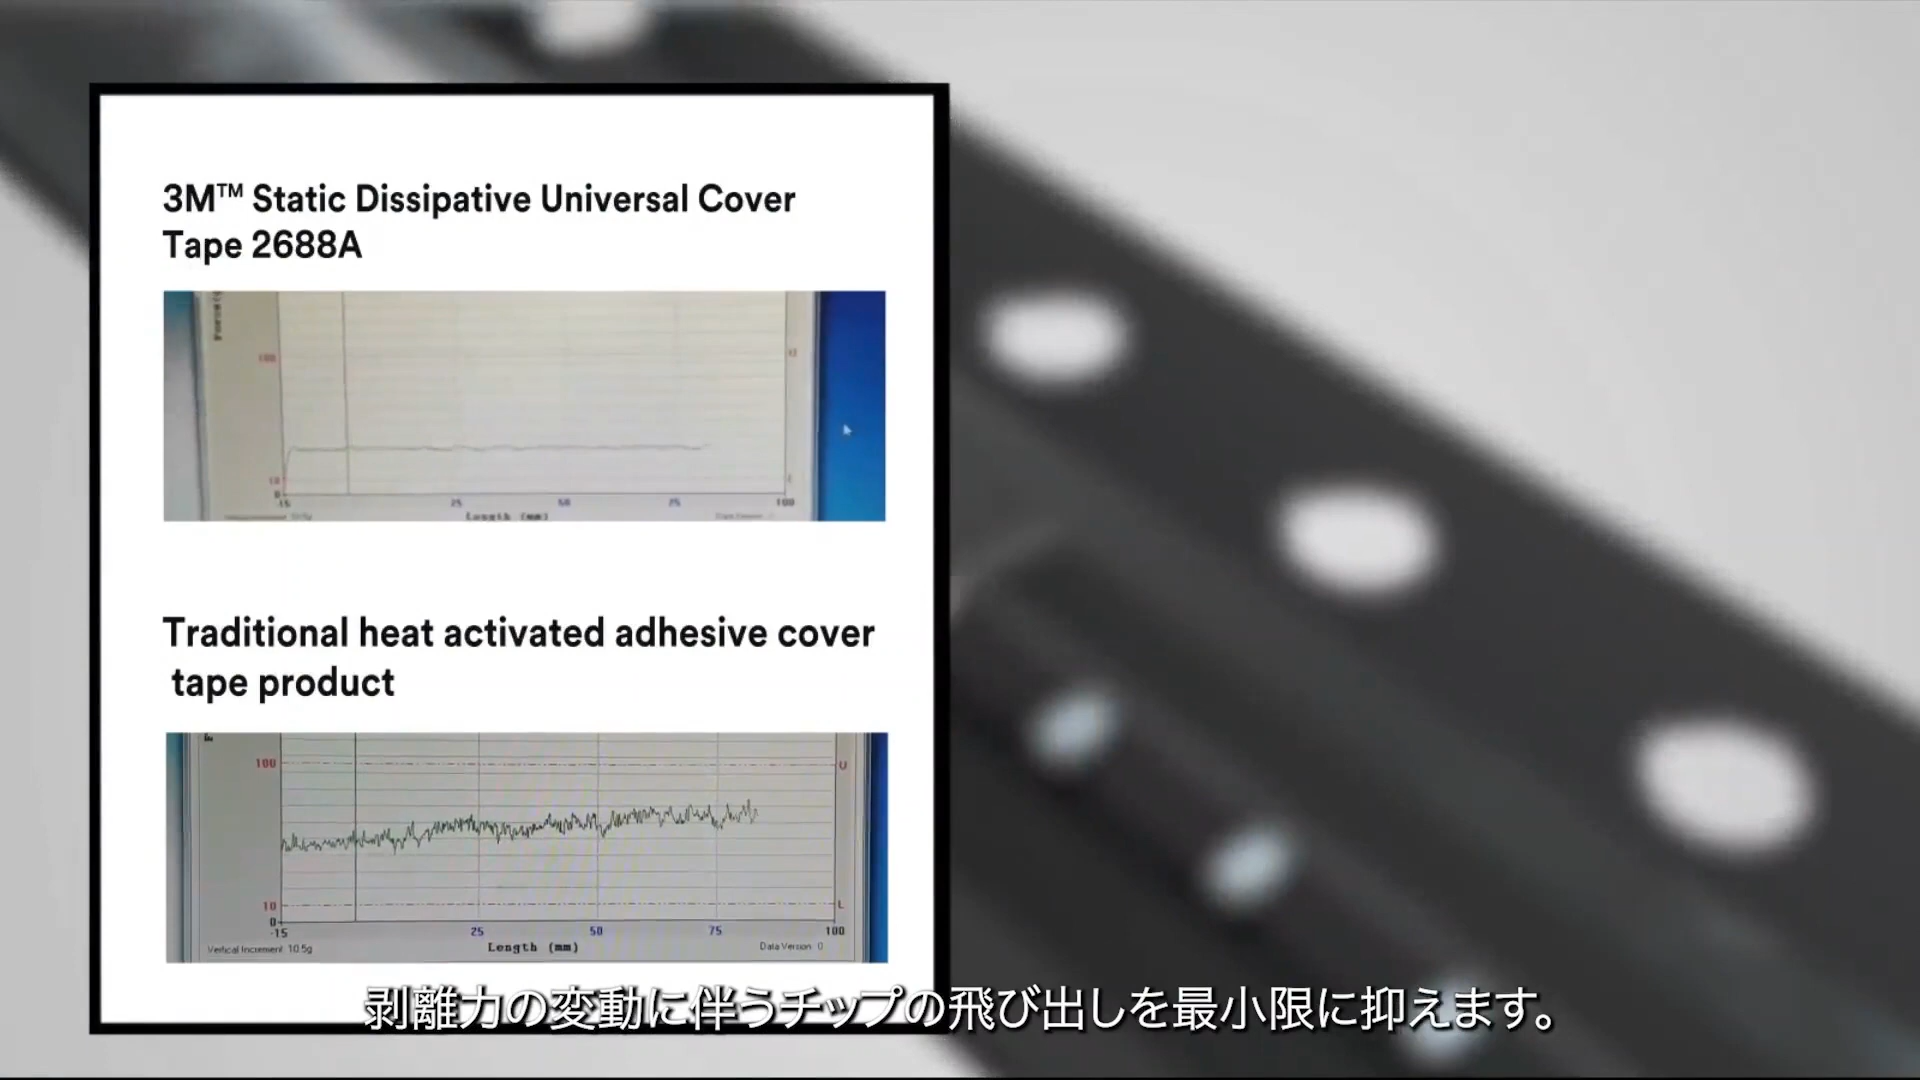 3M™ Static Dissipative Universal Cover
Tape 2688A
100
10
0
-15 25 50 75 100
Length (mm)
Traditional heat activated adhesive cover
tape product
100 U
10 L
0
-15 25 50 75 100
Length (mm)
Vertical Increment: 10.5g Data Version: 0
剥離力の変動に伴うチップの飛び出しを最小限に抑えます。